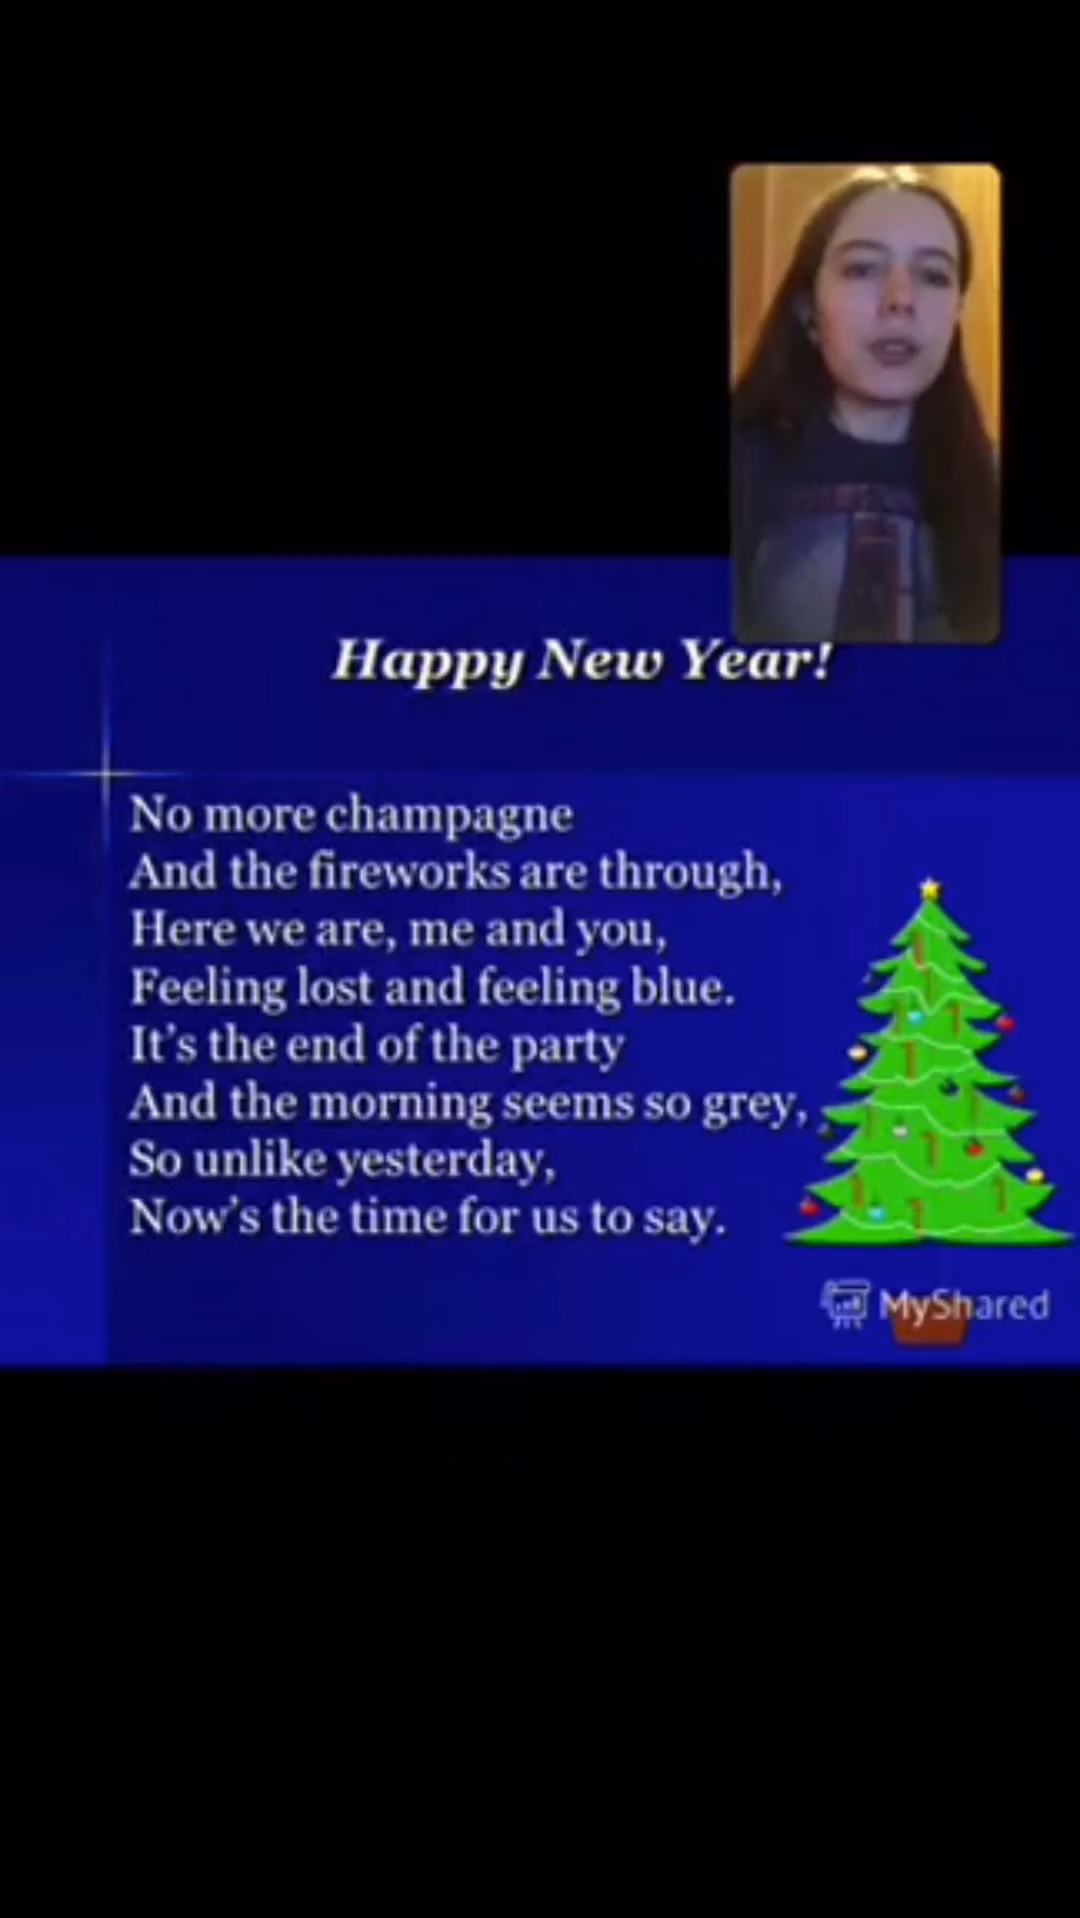 Happy New Year!
No more champagne
And the fireworks are through,
Here we are, me and you,
Feeling lost and feeling blue.
It's the end of the party
And the morning seems so grey,
So unlike yesterday,
Now's the time for us to say.
MyShared